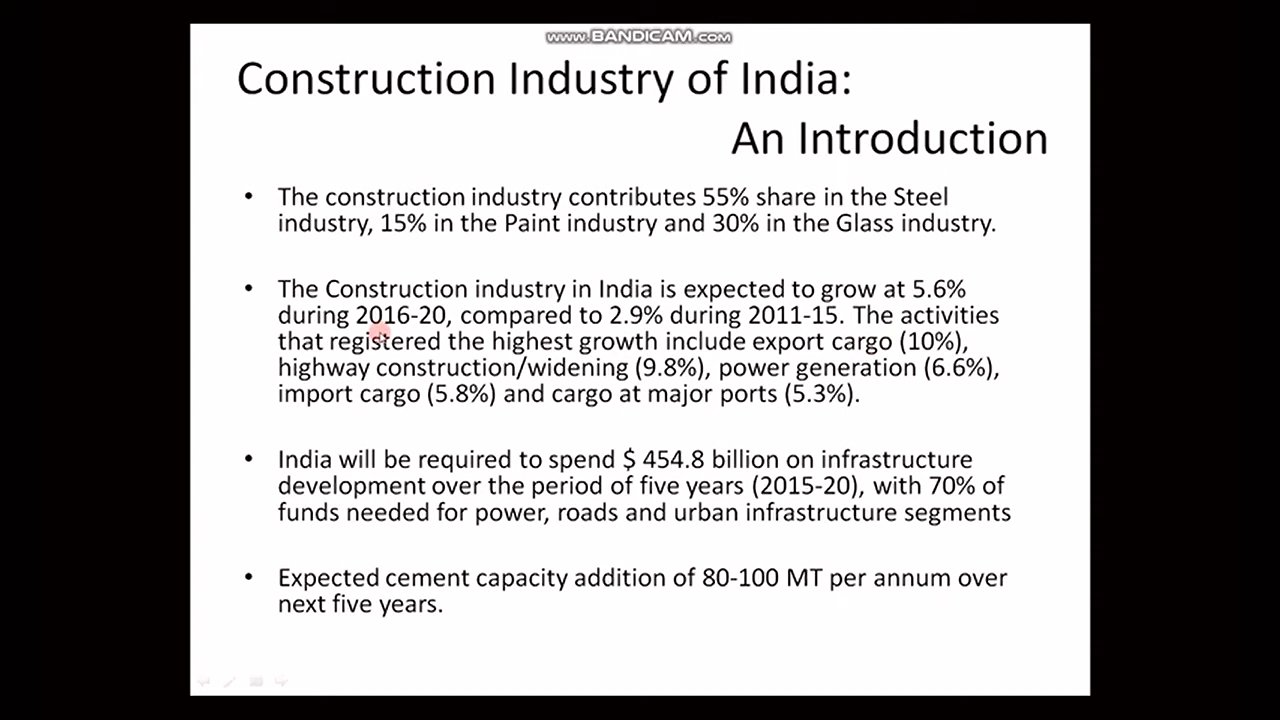 www.BANDICAM.com
Construction Industry of India:
An Introduction
• The construction industry contributes 55% share in the Steel
industry, 15% in the Paint industry and 30% in the Glass industry.
• The Construction industry in India is expected to grow at 5.6%
during 2016-20, compared to 2.9% during 2011-15. The activities
that registered the highest growth include export cargo (10%),
highway construction/widening (9.8%), power generation (6.6%),
import cargo (5.8%) and cargo at major ports (5.3%).
• India will be required to spend $ 454.8 billion on infrastructure
development over the period of five years (2015-20), with 70% of
funds needed for power, roads and urban infrastructure segments
• Expected cement capacity addition of 80-100 MT per annum over
next five years.